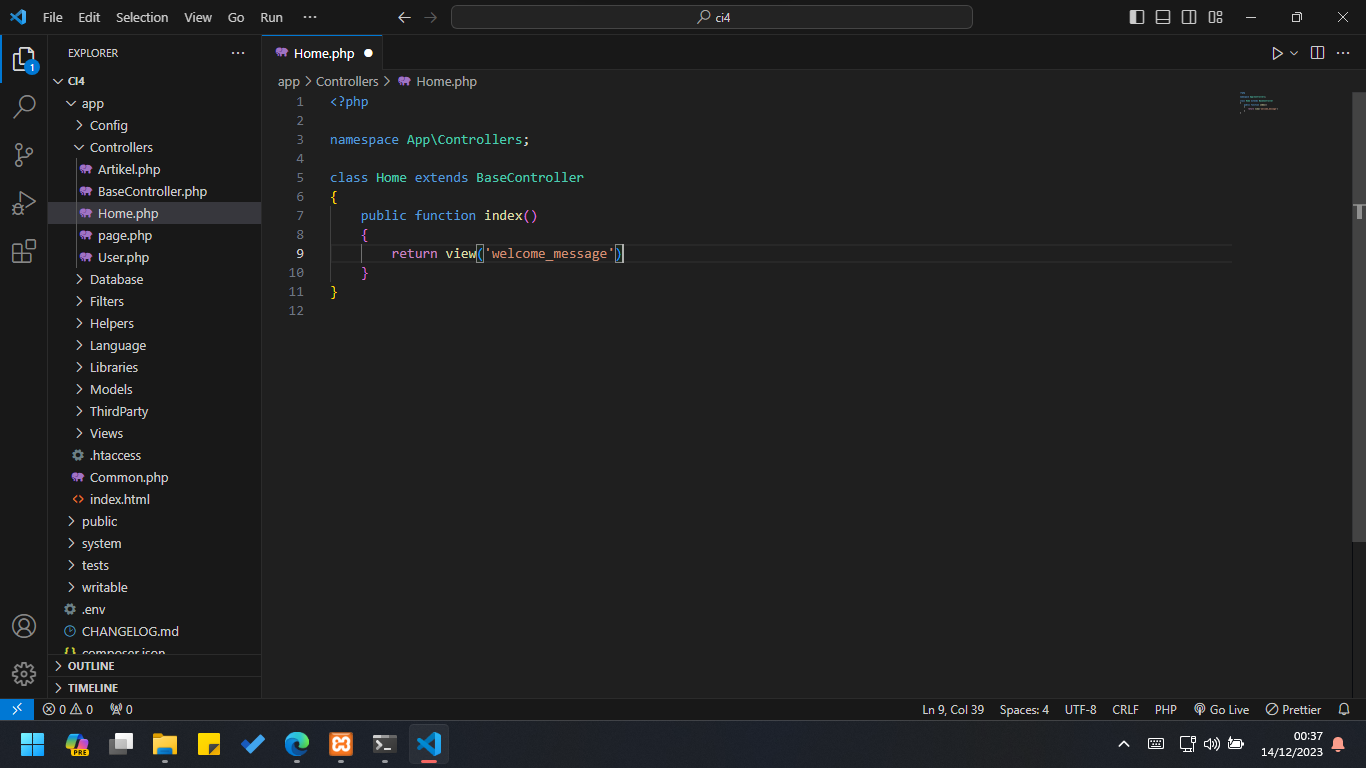 File Edit Selection View Go Run ···
ci4
EXPLORER
CI4
app
Config
Controllers
Artikel.php
BaseController.php
Home.php
page.php
User.php
Database
Filters
Helpers
Language
Libraries
Models
ThirdParty
Views
.htaccess
Common.php
index.html
public
system
tests
writable
.env
CHANGELOG.md
composer.json
OUTLINE
TIMELINE
1
Home.php
app > Controllers > Home.php
1 <?php
2
3 namespace App\Controllers;
4
5 class Home extends BaseController
6 {
7 public function index()
8 {
9 return view('welcome_message')
10 }
11 }
12
0 0 0
Ln 9, Col 39 Spaces: 4 UTF-8 CRLF PHP Go Live Prettier
PRE
00:37
14/12/2023